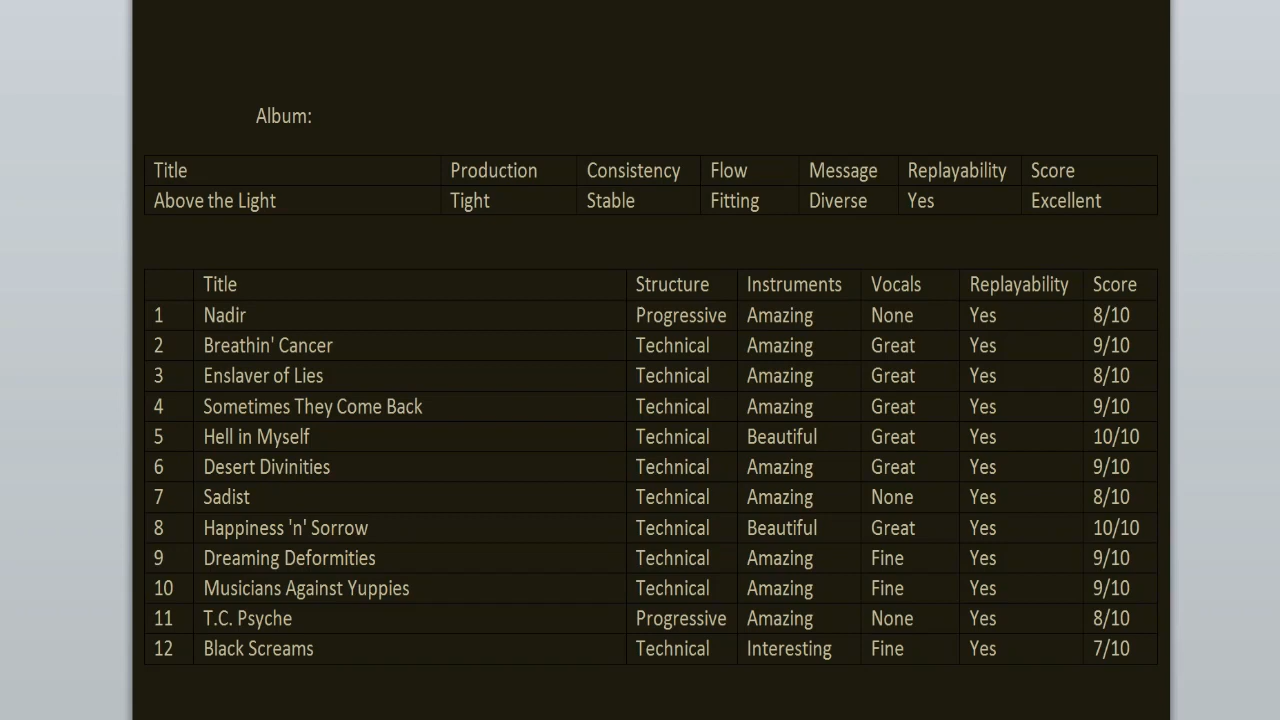 Album:
Title Production Consistency Flow Message Replayability Score
Above the Light Tight Stable Fitting Diverse Yes Excellent
Title Structure Instruments Vocals Replayability Score
1 Nadir Progressive Amazing None Yes 8/10
2 Breathin' Cancer Technical Amazing Great Yes 9/10
3 Enslaver of Lies Technical Amazing Great Yes 8/10
4 Sometimes They Come Back Technical Amazing Great Yes 9/10
5 Hell in Myself Technical Beautiful Great Yes 10/10
6 Desert Divinities Technical Amazing Great Yes 9/10
7 Sadist Technical Amazing None Yes 8/10
8 Happiness 'n' Sorrow Technical Beautiful Great Yes 10/10
9 Dreaming Deformities Technical Amazing Fine Yes 9/10
10 Musicians Against Yuppies Technical Amazing Fine Yes 9/10
11 T.C. Psyche Progressive Amazing None Yes 8/10
12 Black Screams Technical Interesting Fine Yes 7/10